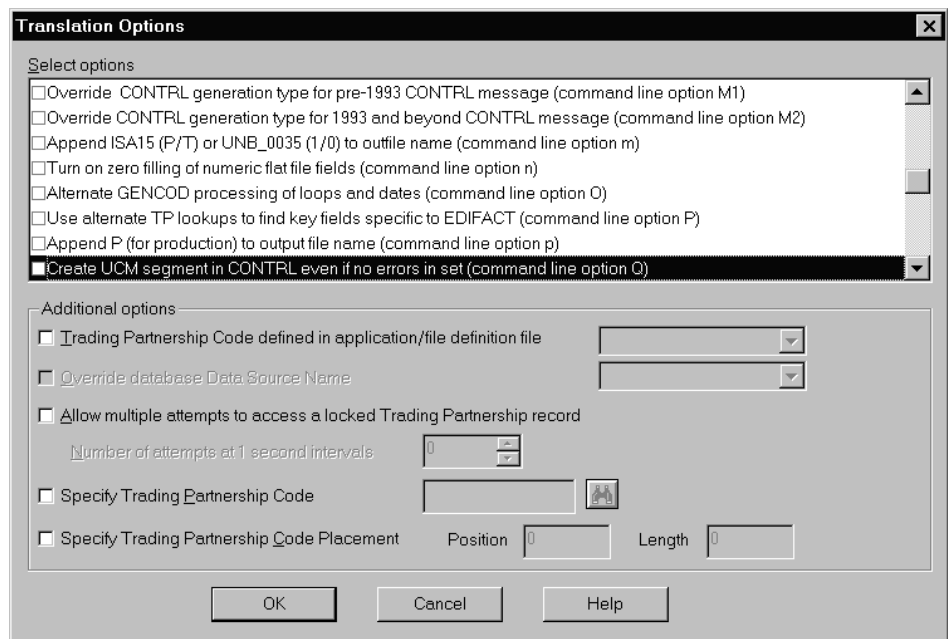 Translation Options
Select options
Override CONTRL generation type for pre-1993 CONTRL message (command line option M1)
Override CONTRL generation type for 1993 and beyond CONTRL message (command line option M2)
Append ISA15 (P/T) or UNB_0035 (1/0) to outfile name (command line option m)
Turn on zero filling of numeric flat file fields (command line option n)
Alternate GENCOD processing of loops and dates (command line option O)
Use alternate TP lookups to find key fields specific to EDIFACT (command line option P)
Append P (for production) to output file name (command line option p)
Create UCM segment in CONTRL even if no errors in set (command line option Q)
Additional options
Trading Partnership Code defined in application/file definition file
Override database Data Source Name
Allow multiple attempts to access a locked Trading Partnership record
Number of attempts at 1 second intervals 0
Specify Trading Partnership Code
Specify Trading Partnership Code Placement Position 0 Length 0
OK Cancel Help